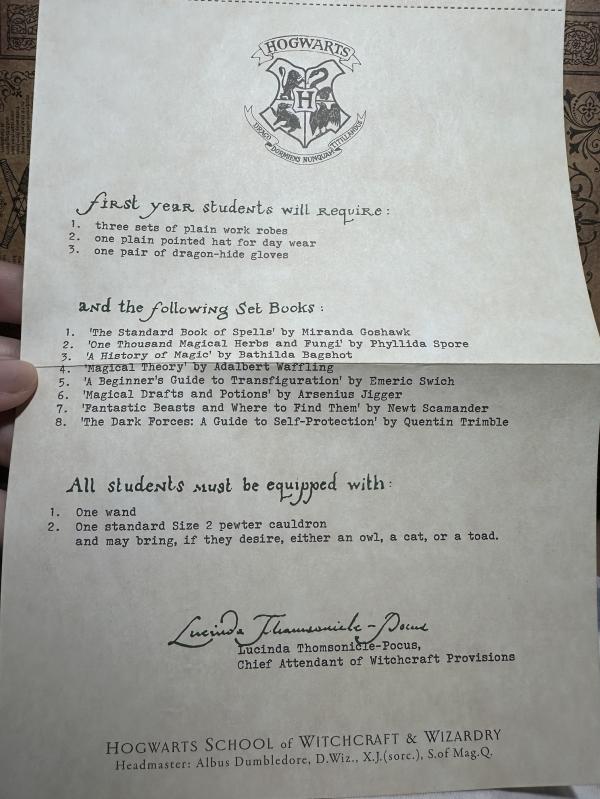 HOGWARTS
H
DRACO DORMIENS NUNQUAM TITILLANDUS
first year students will require:
1. three sets of plain work robes
2. one plain pointed hat for day wear
3. one pair of dragon-hide gloves
and the following Set Books:
1. 'The Standard Book of Spells' by Miranda Goshawk
2. 'One Thousand Magical Herbs and Fungi' by Phyllida Spore
3. 'A History of Magic' by Bathilda Bagshot
4. 'Magical Theory' by Adalbert Waffling
5. 'A Beginner's Guide to Transfiguration' by Emeric Swich
6. 'Magical Drafts and Potions' by Arsenius Jigger
7. 'Fantastic Beasts and Where to Find Them' by Newt Scamander
8. 'The Dark Forces: A Guide to Self-Protection' by Quentin Trimble
All students must be equipped with:
1. One wand
2. One standard Size 2 pewter cauldron
and may bring, if they desire, either an owl, a cat, or a toad.
Lucinda Thomsonicle-Pocus
Lucinda Thomsonicle-Pocus,
Chief Attendant of Witchcraft Provisions
HOGWARTS SCHOOL of WITCHCRAFT & WIZARDRY
Headmaster: Albus Dumbledore, D.Wiz., X.J.(sorc.), S.of Mag.Q.